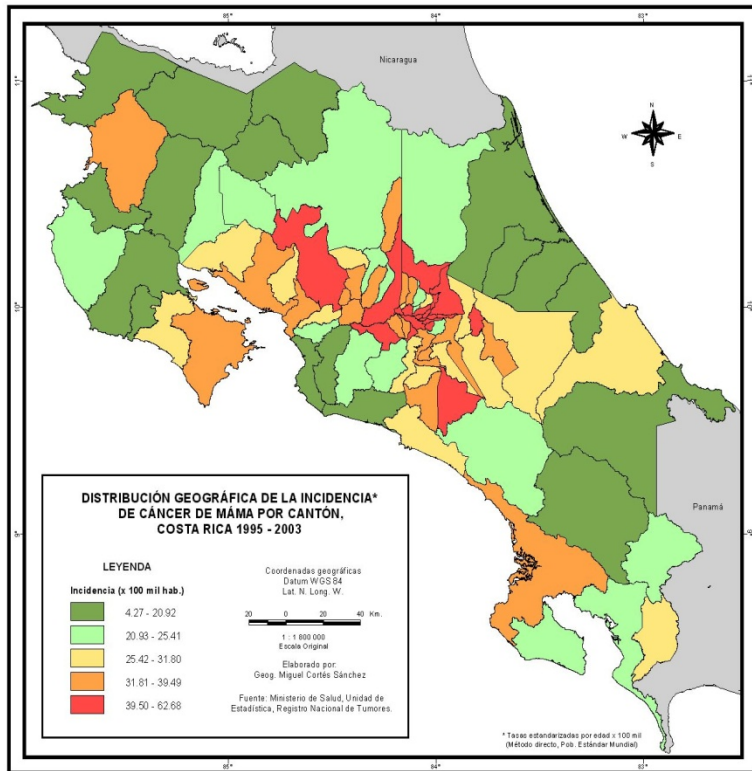 85°
84°
83°
Nicaragua
11°
N
W E
S
10°
9°
Panamá
DISTRIBUCIÓN GEOGRÁFICA DE LA INCIDENCIA*
DE CÁNCER DE MÁMA POR CANTÓN,
COSTA RICA 1995 - 2003
LEYENDA
Incidencia (x 100 mil hab.)
4.27 - 20.92
20.93 - 25.41
25.42 - 31.80
31.81 - 39.49
39.50 - 62.68
Coordenadas geográficas
Datum WGS 84
Lat. N. Long. W.
20 0 20 40 Km.
1 : 1 800 000
Escala Original
Elaborado por:
Geog. Miguel Cortés Sánchez
Fuente: Ministerio de Salud, Unidad de
Estadística, Registro Nacional de Tumores.
* Tasas estandarizadas por edad x 100 mil
(Método directo, Pob. Estándar Mundial)
85°
84°
83°